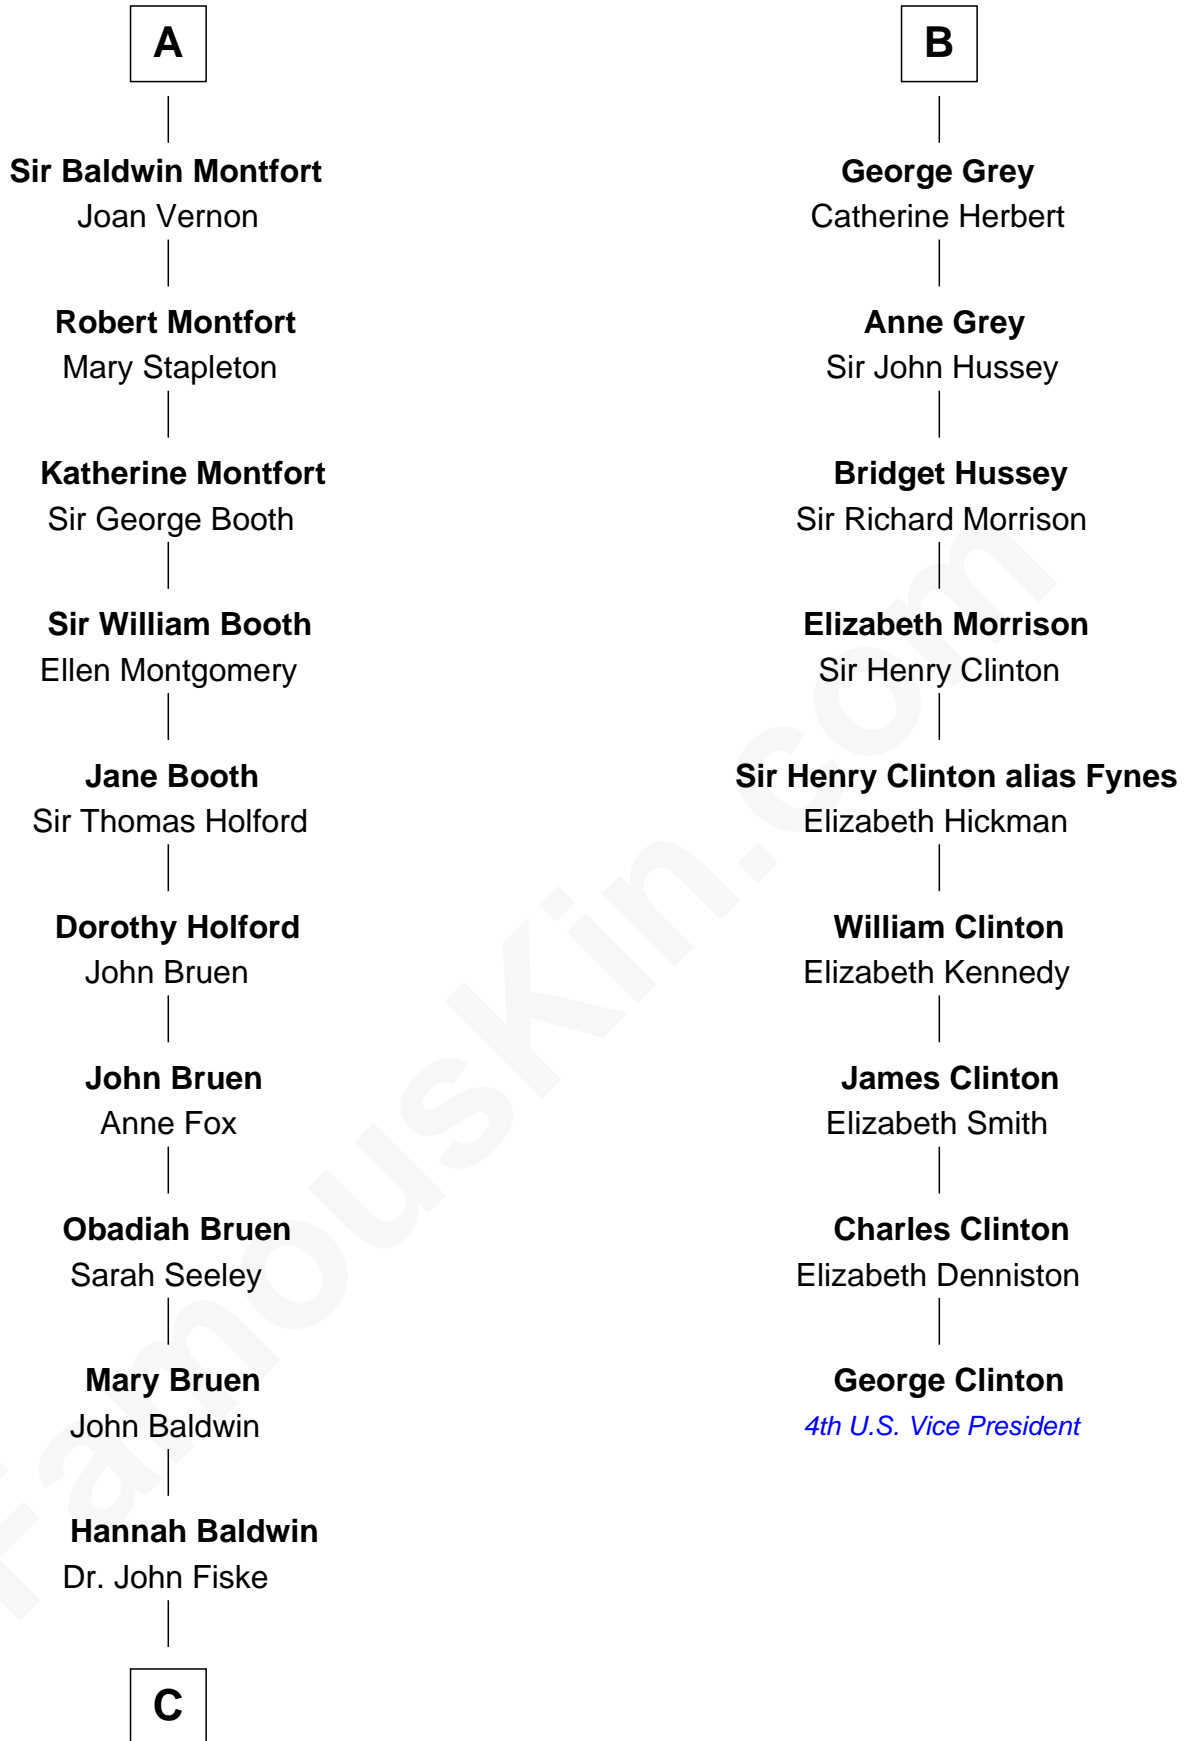 A
Sir Baldwin Montfort
Joan Vernon
Robert Montfort
Mary Stapleton
Katherine Montfort
Sir George Booth
Sir William Booth
Ellen Montgomery
Jane Booth
Sir Thomas Holford
Dorothy Holford
John Bruen
John Bruen
Anne Fox
Obadiah Bruen
Sarah Seeley
Mary Bruen
John Baldwin
Hannah Baldwin
Dr. John Fiske
C
B
George Grey
Catherine Herbert
Anne Grey
Sir John Hussey
Bridget Hussey
Sir Richard Morrison
Elizabeth Morrison
Sir Henry Clinton
Sir Henry Clinton alias Fynes
Elizabeth Hickman
William Clinton
Elizabeth Kennedy
James Clinton
Elizabeth Smith
Charles Clinton
Elizabeth Denniston
George Clinton
4th U.S. Vice President
FamousKin.com